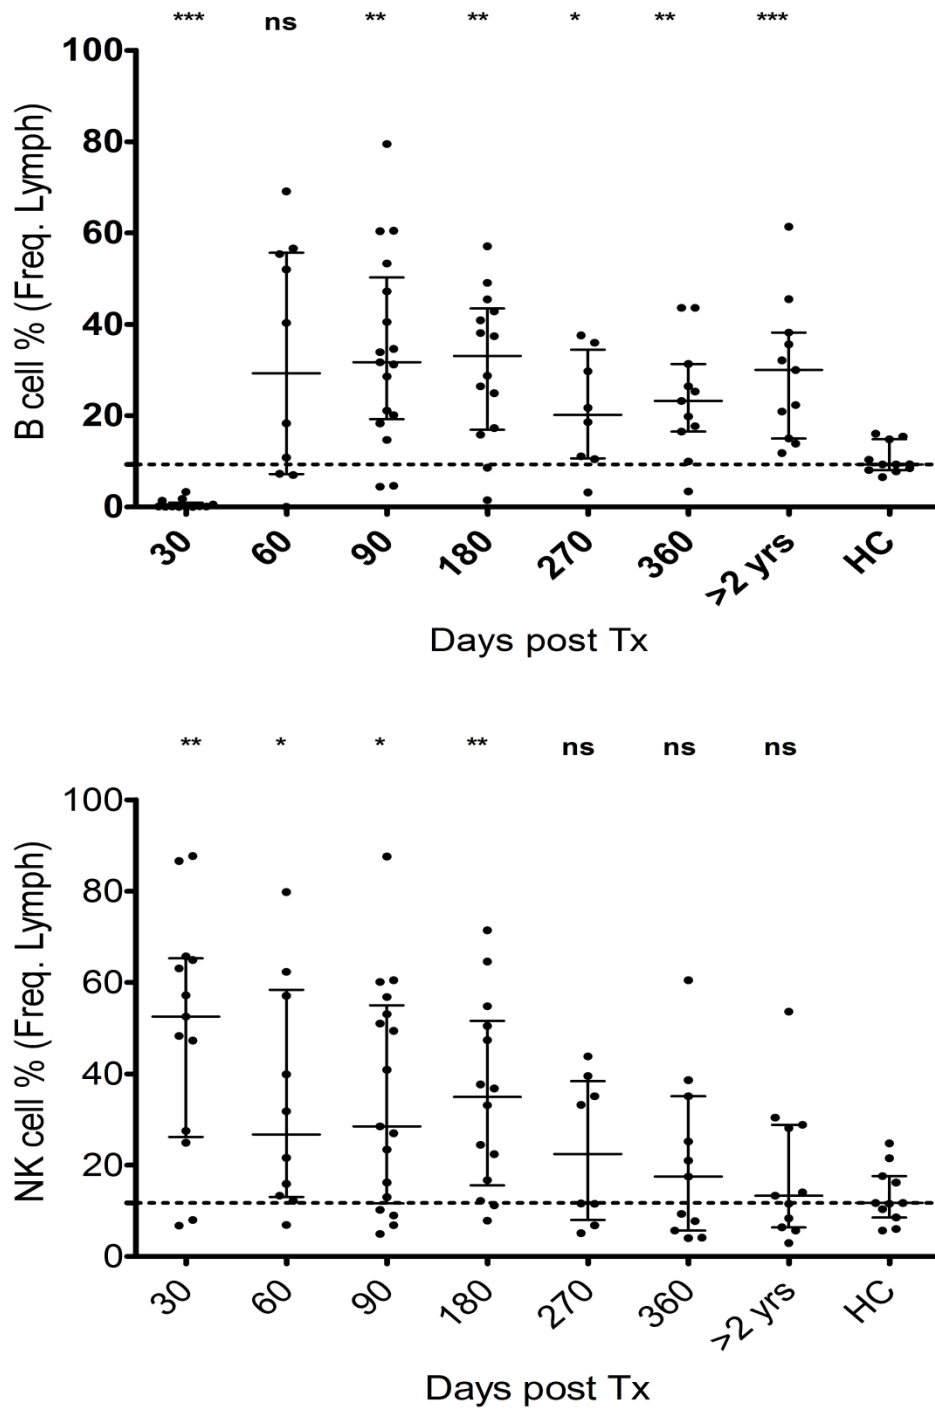 *** ns ** ** * ** ***
B cell % (Freq. Lymph)
100
80
60
40
20
0
30 60 90 180 270 360 >2 yrs HC
Days post Tx
** * * ** ns ns ns
NK cell % (Freq. Lymph)
100
80
60
40
20
0
30 60 90 180 270 360 >2 yrs HC
Days post Tx